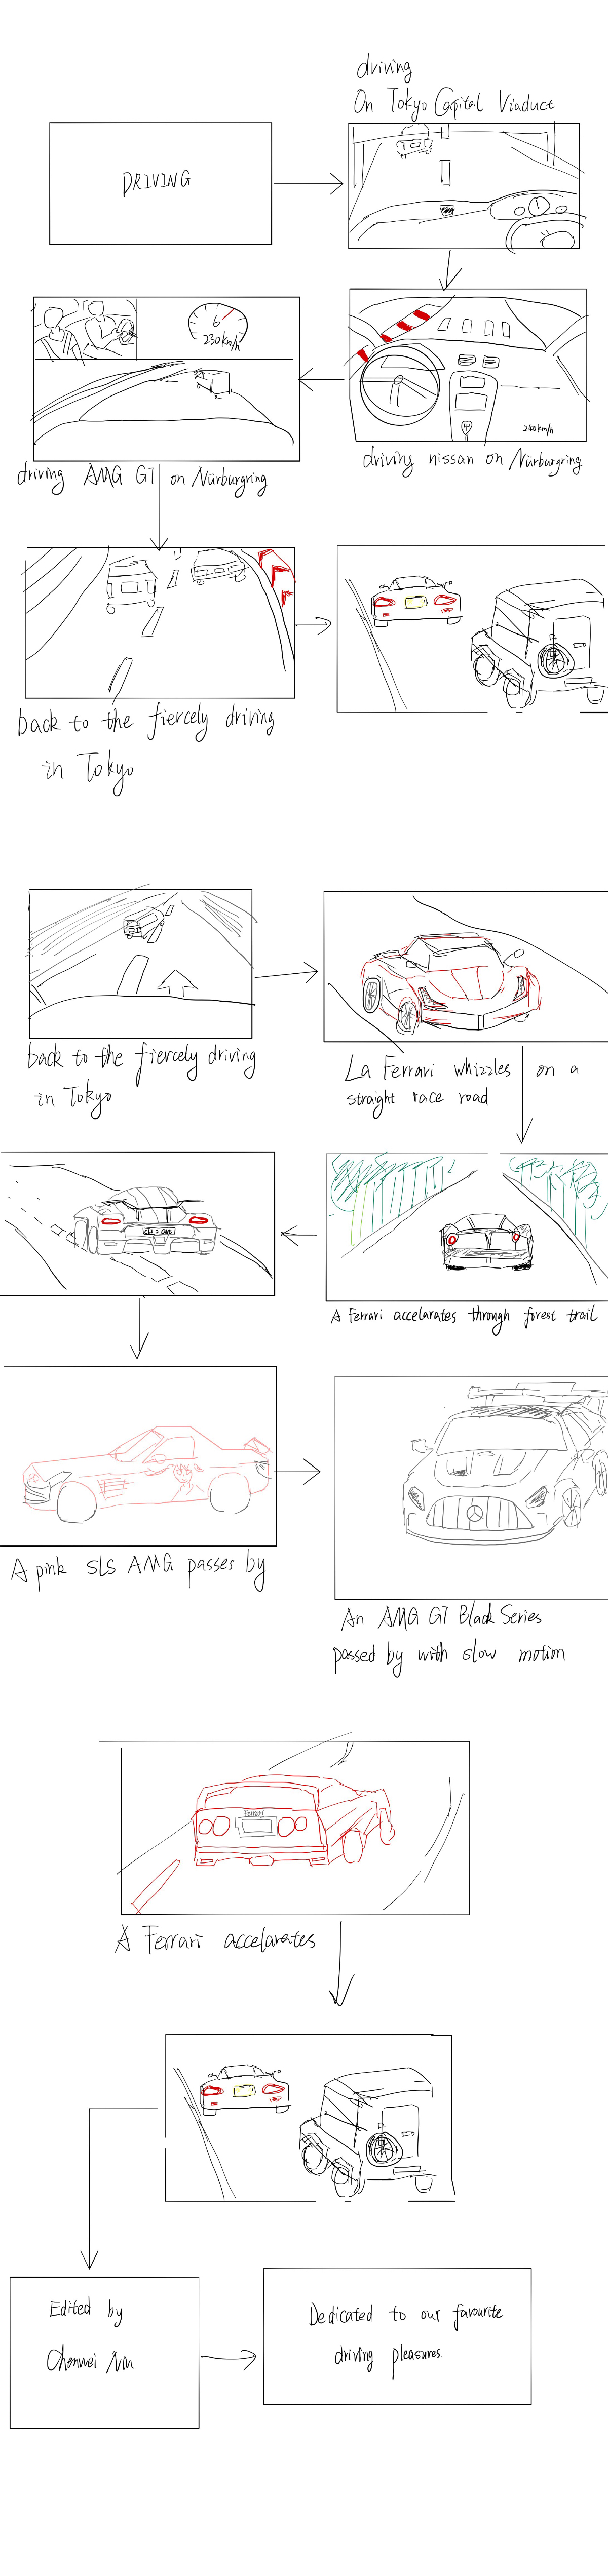 driving
On Tokyo Capital Viaduct
DRIVING
6
230km/h
240km/h
driving nissan on Nürburgring
driving AMG GT on Nürburgring
back to the fiercely driving
in Tokyo
back to the fiercely driving
in Tokyo
La Ferrari whizzles on a
straight race road
A Ferrari accelarates through forest trail
A pink SLS AMG passes by
An AMG GT Black Series
passed by with slow motion
Ferrari
A Ferrari accelarates
Edited by
Dedicated to our favourite
driving pleasures.